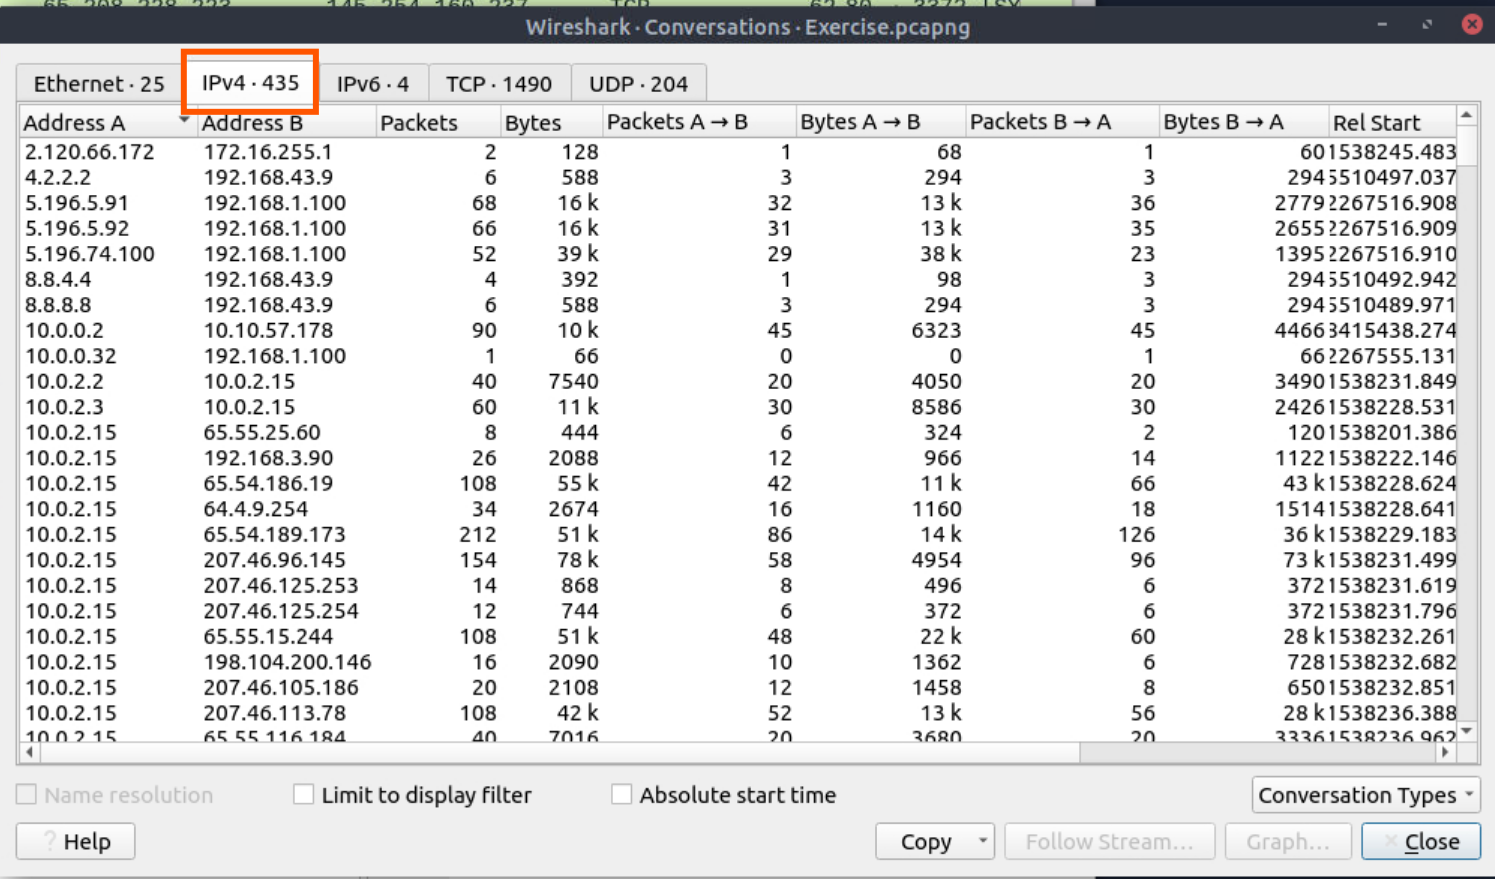 65.208.228.223 145.254.160.237 TCP
Wireshark · Conversations · Exercise.pcapng
Ethernet · 25 IPv4 · 435 IPv6 · 4 TCP · 1490 UDP · 204
Address A Address B Packets Bytes Packets A → B Bytes A → B Packets B → A Bytes B → A Rel Start
2.120.66.172 172.16.255.1 2 128 1 68 1 60 1538245.483
4.2.2.2 192.168.43.9 6 588 3 294 3 294 5510497.037
5.196.5.91 192.168.1.100 68 16 k 32 13 k 36 2779 2267516.908
5.196.5.92 192.168.1.100 66 16 k 31 13 k 35 2655 2267516.909
5.196.74.100 192.168.1.100 52 39 k 29 38 k 23 1395 2267516.910
8.8.4.4 192.168.43.9 4 392 1 98 3 294 5510492.942
8.8.8.8 192.168.43.9 6 588 3 294 3 294 5510489.971
10.0.0.2 10.10.57.178 90 10 k 45 6323 45 4466 3415438.274
10.0.0.32 192.168.1.100 1 66 0 0 1 66 2267555.131
10.0.2.2 10.0.2.15 40 7540 20 4050 20 3490 1538231.849
10.0.2.3 10.0.2.15 60 11 k 30 8586 30 2426 1538228.531
10.0.2.15 65.55.25.60 8 444 6 324 2 120 1538201.386
10.0.2.15 192.168.3.90 26 2088 12 966 14 1122 1538222.146
10.0.2.15 65.54.186.19 108 55 k 42 11 k 66 43 k 1538228.624
10.0.2.15 64.4.9.254 34 2674 16 1160 18 1514 1538228.641
10.0.2.15 65.54.189.173 212 51 k 86 14 k 126 36 k 1538229.183
10.0.2.15 207.46.96.145 154 78 k 58 4954 96 73 k 1538231.499
10.0.2.15 207.46.125.253 14 868 8 496 6 372 1538231.619
10.0.2.15 207.46.125.254 12 744 6 372 6 372 1538231.796
10.0.2.15 65.55.15.244 108 51 k 48 22 k 60 28 k 1538232.261
10.0.2.15 198.104.200.146 16 2090 10 1362 6 728 1538232.682
10.0.2.15 207.46.105.186 20 2108 12 1458 8 650 1538232.851
10.0.2.15 207.46.113.78 108 42 k 52 13 k 56 28 k 1538236.388
10.0.2.15 65.55.116.184 40 7016 20 3680 20 3336 1538236.962
Name resolution Limit to display filter Absolute start time Conversation Types
? Help Copy Follow Stream... Graph... Close